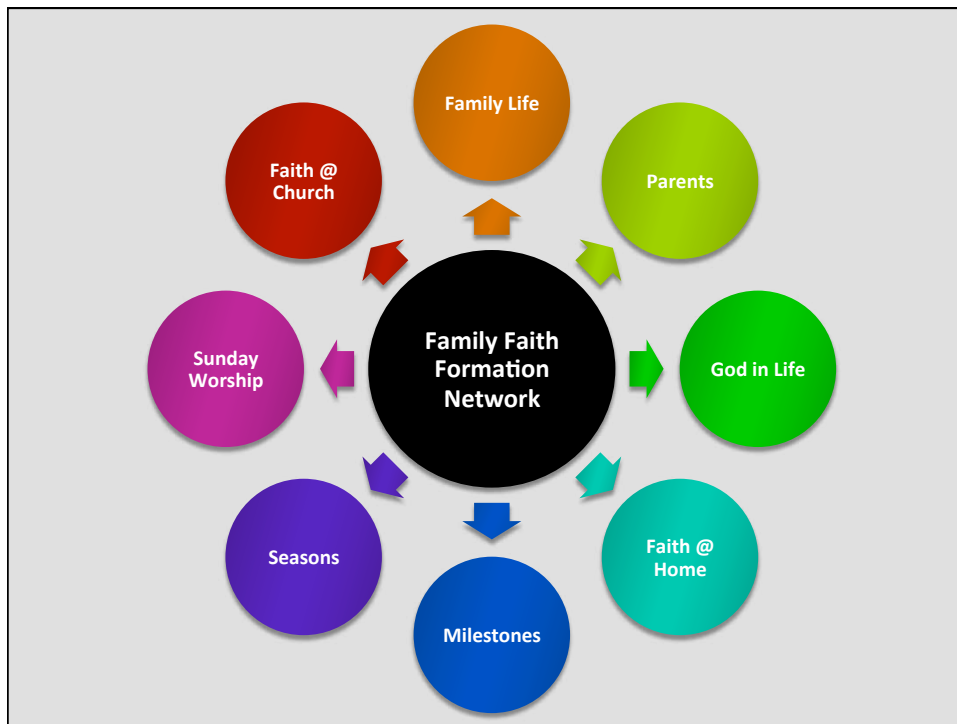 Family Life
Faith @
Church
Parents
Family Faith
Formation
Network
Sunday
Worship
God in Life
Seasons
Faith @
Home
Milestones